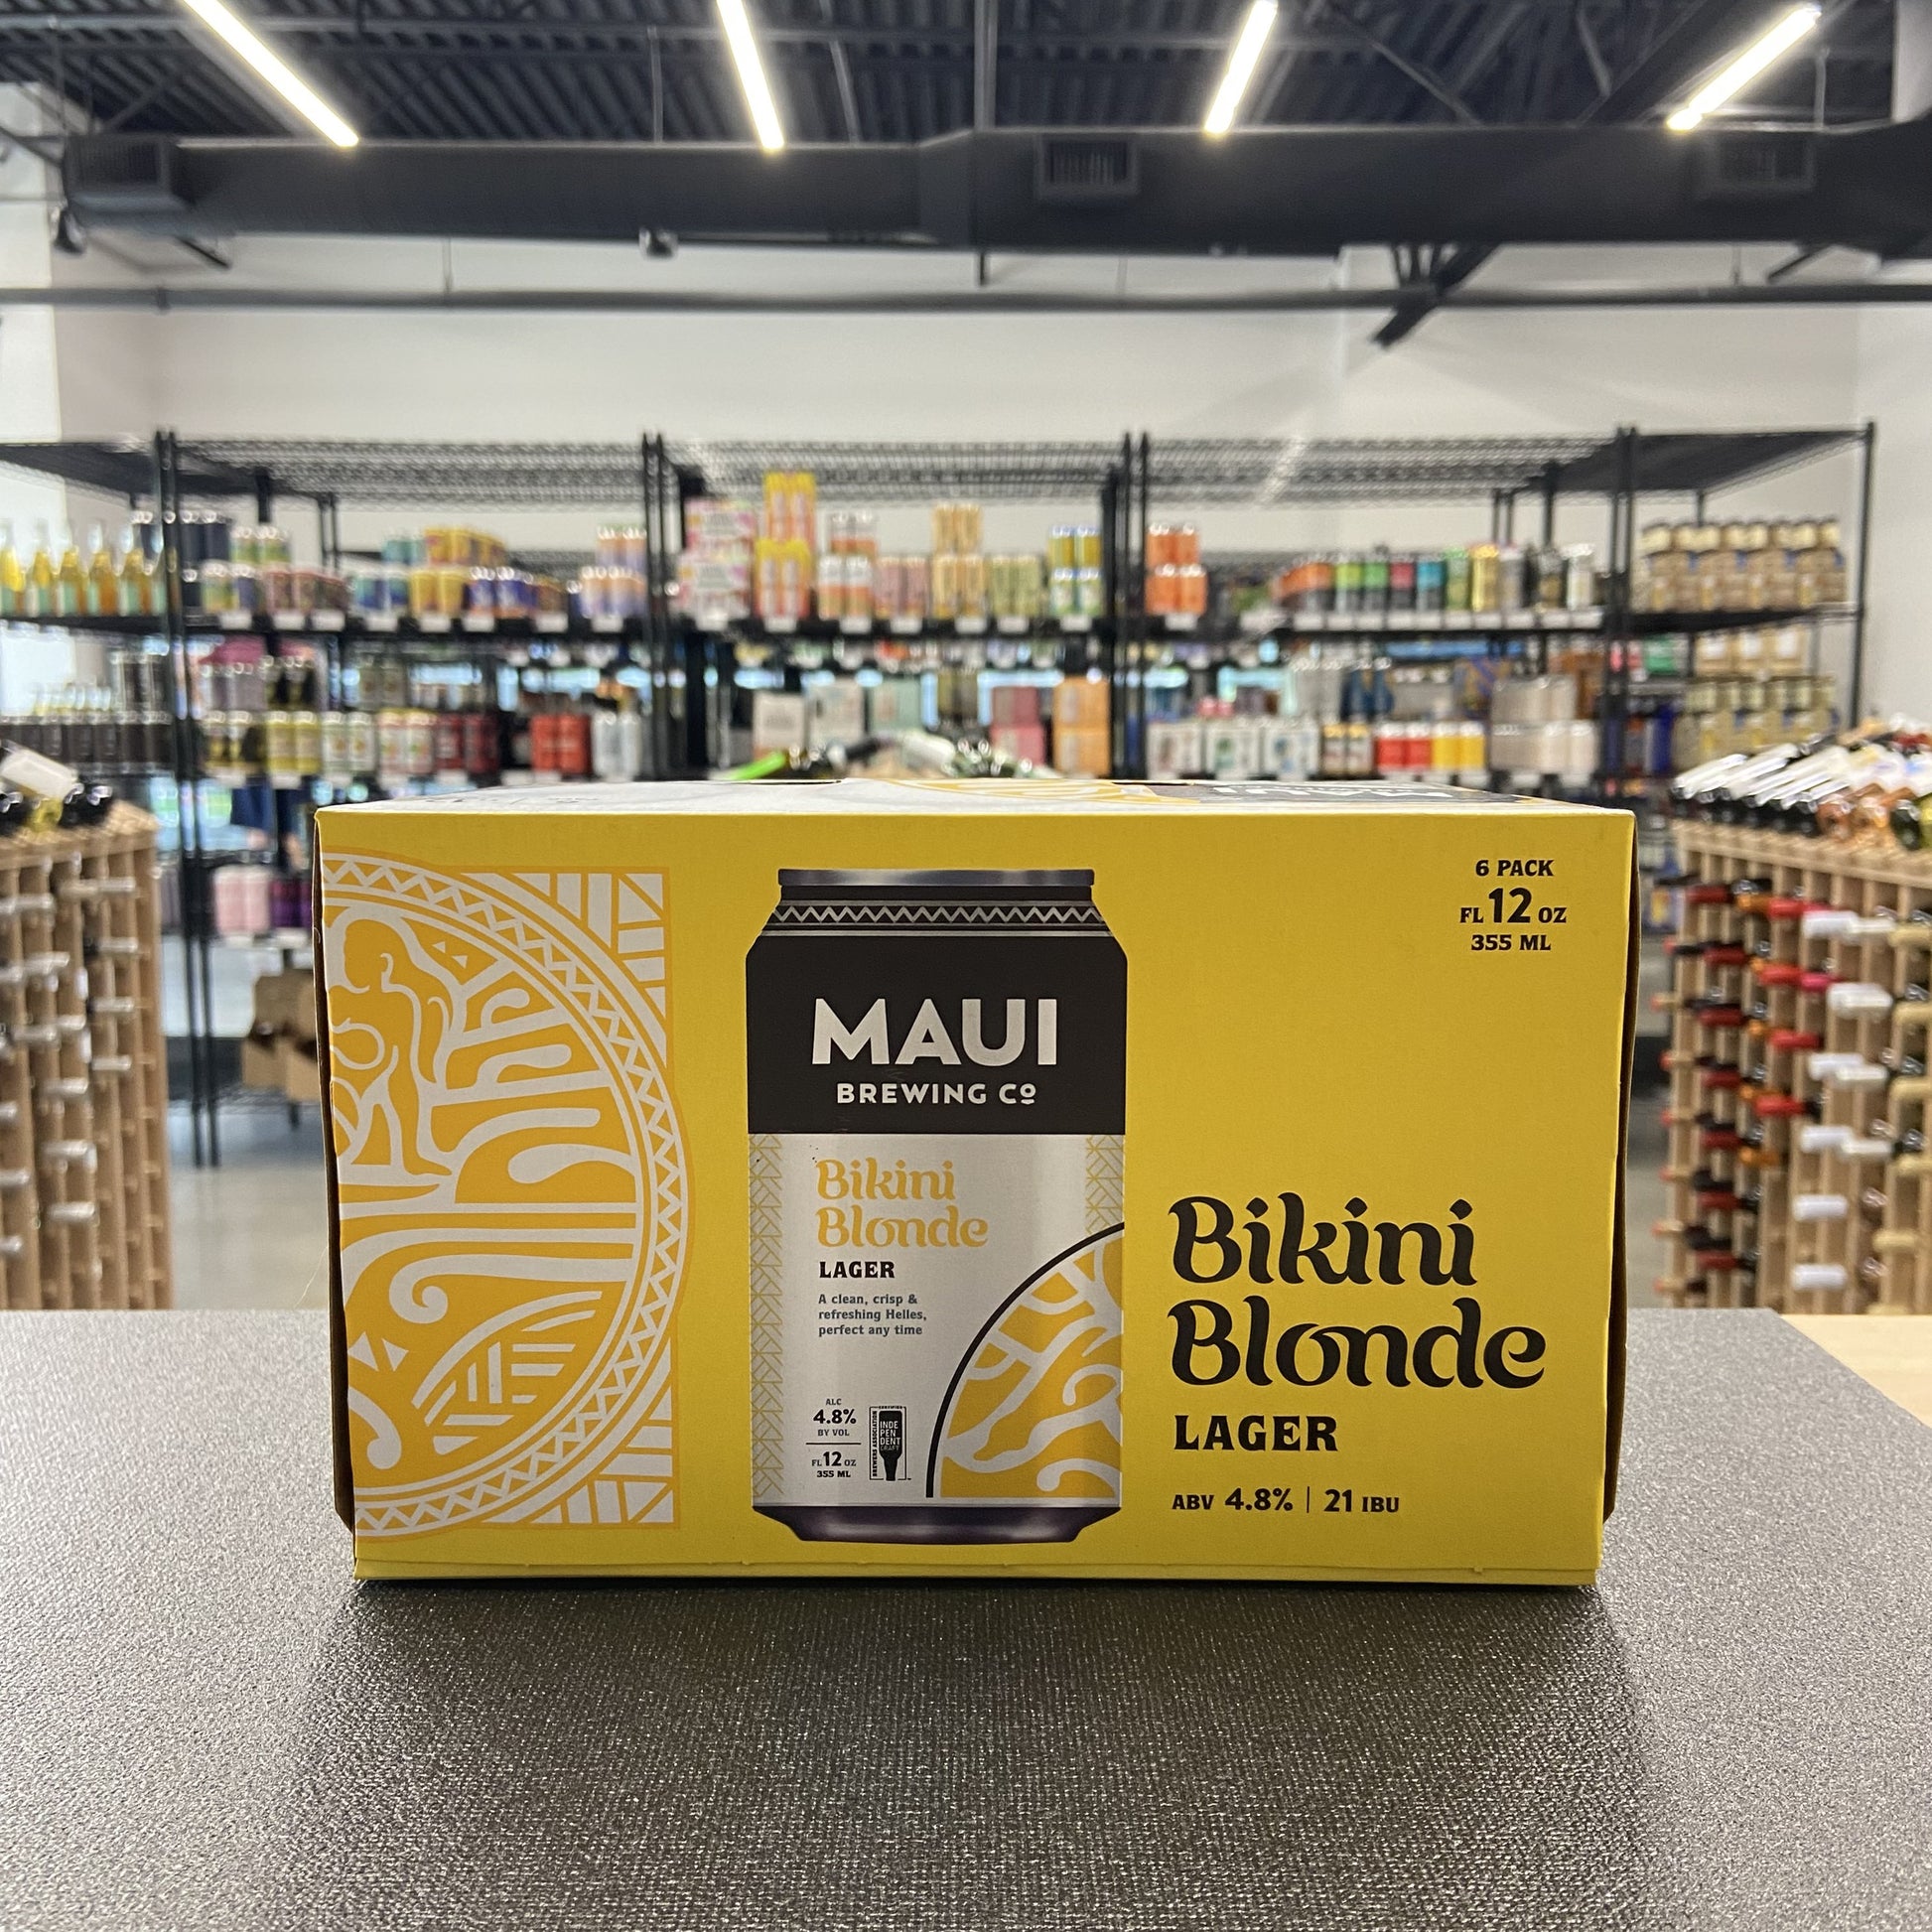 6 PACK
FL 12 OZ
355 ML
MAUI
BREWING Cº
Bikini
Blonde
LAGER
A clean, crisp &
refreshing Helles,
perfect any time
ALC
4.8%
BY VOL
FL 12 OZ
355 ML
INDE
PEN
DENT
CRAFT
Bikini
Blonde
LAGER
ABV 4.8% | 21 IBU